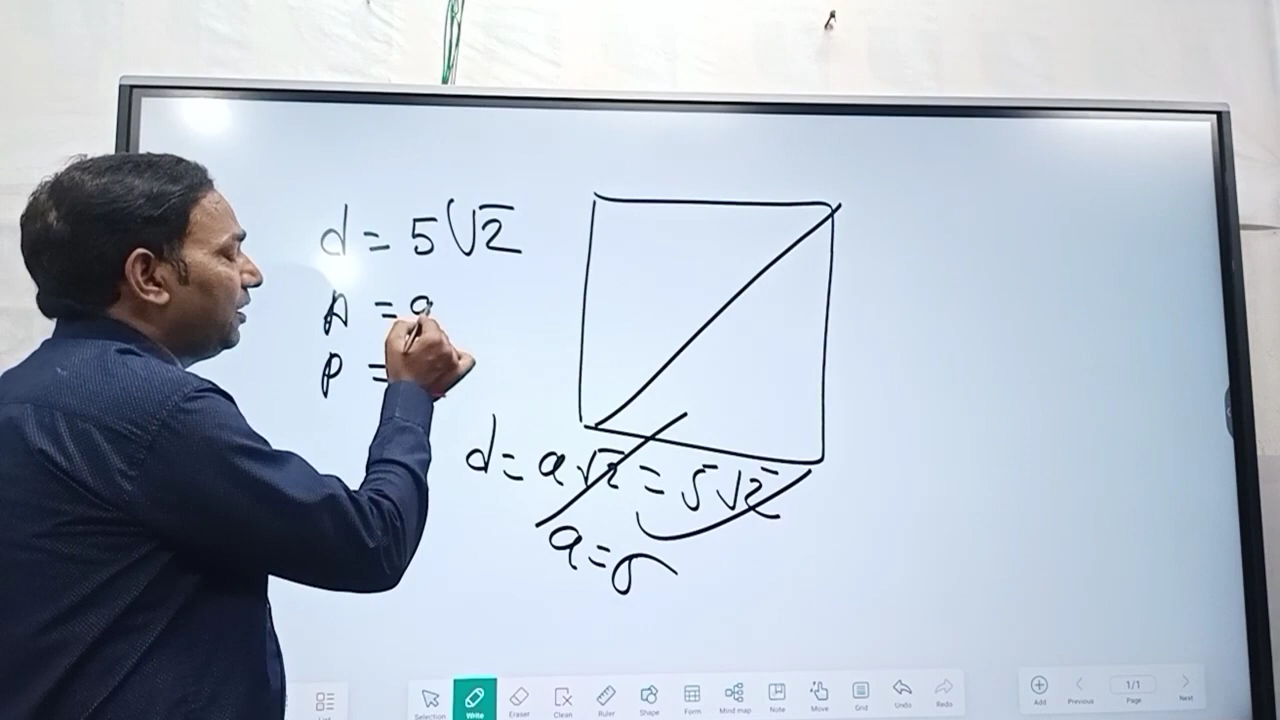 d = 5√2
A = a
P =
d = a√2 = 5√2
a = 5
Selection
Write
Eraser
Clean
Ruler
Shape
Form
Mind map
Note
Move
Grid
Undo
Redo
Add
Previous
1/1
Page
Next